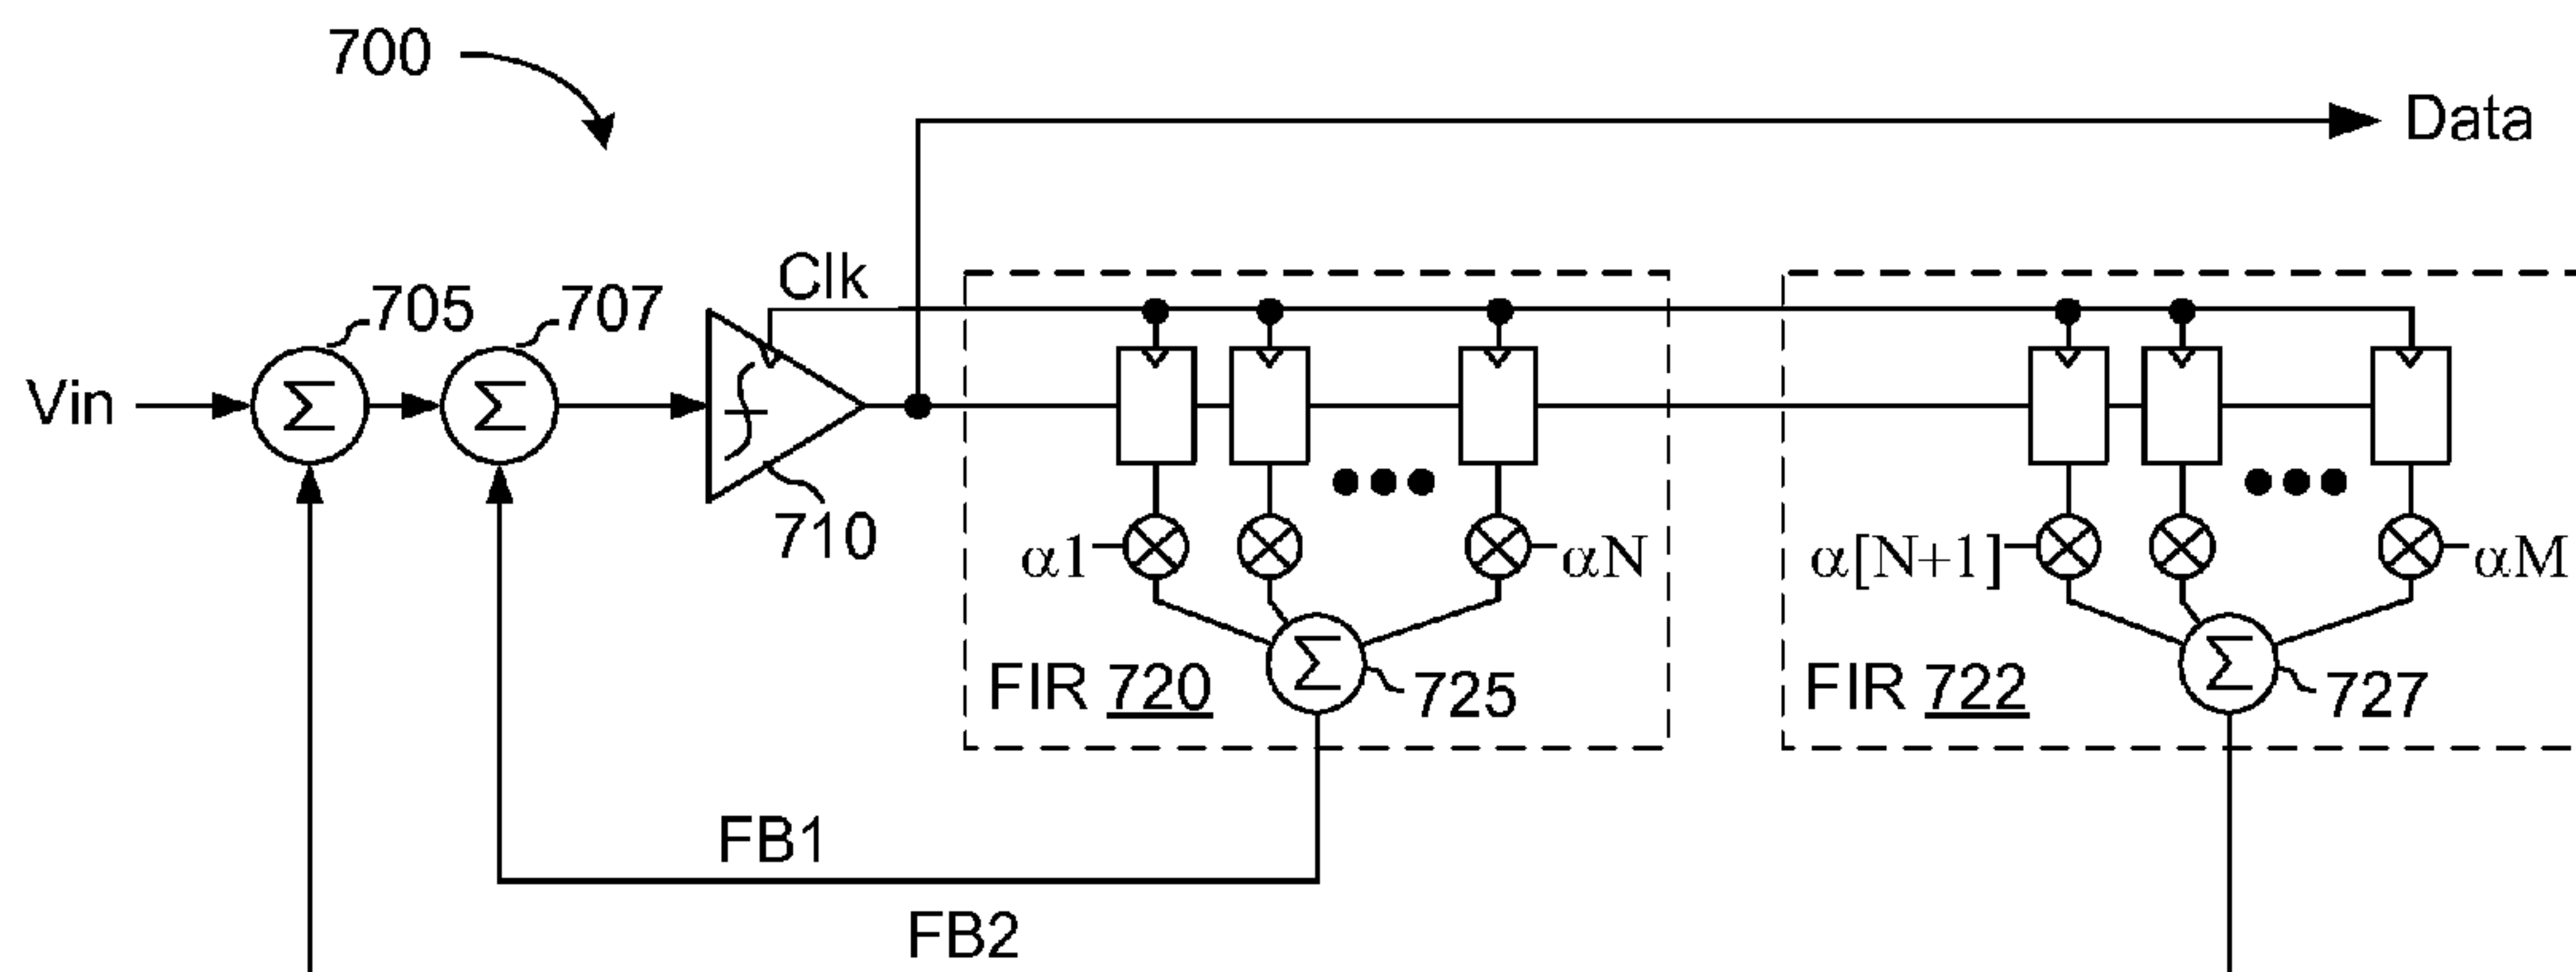 700
Data
Clk
705
707
Vin
710
α1
αN
α[N+1]
αM
FIR 720
725
FIR 722
727
FB1
FB2